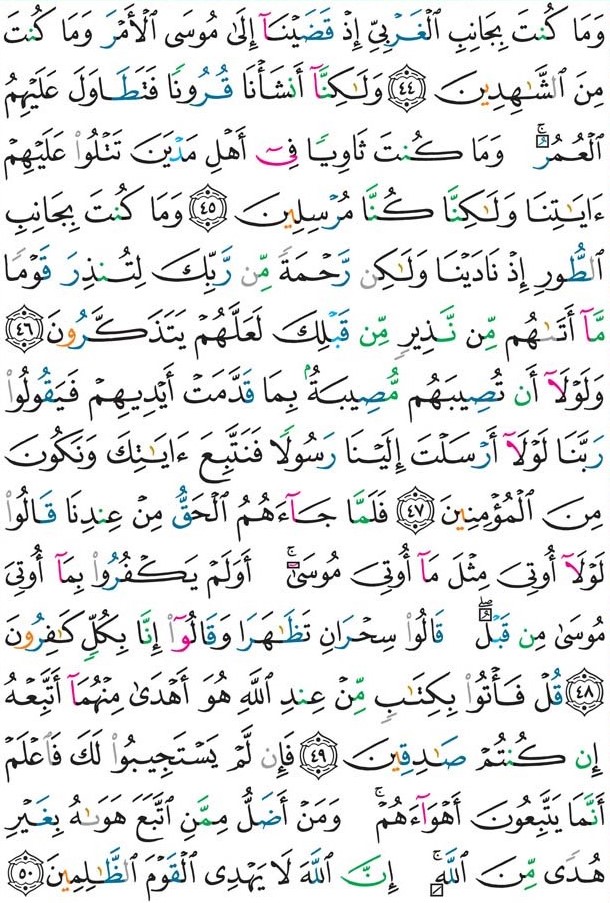 وَمَا كُنتَ بِجَانِبِ ٱلْغَرْبِىِّ إِذْ قَضَيْنَآ إِلَىٰ مُوسَى ٱلْأَمْرَ وَمَا كُنتَ
مِنَ ٱلشَّـٰهِدِينَ ٤٤ وَلَـٰكِنَّآ أَنشَأْنَا قُرُونًا فَتَطَاوَلَ عَلَيْهِمُ
ٱلْعُمُرُ ۚ وَمَا كُنتَ ثَاوِيًا فِىٓ أَهْلِ مَدْيَنَ تَتْلُوا۟ عَلَيْهِمْ
ءَايَـٰتِنَا وَلَـٰكِنَّا كُنَّا مُرْسِلِينَ ٤٥ وَمَا كُنتَ بِجَانِبِ
ٱلطُّورِ إِذْ نَادَيْنَا وَلَـٰكِن رَّحْمَةً مِّن رَّبِّكَ لِتُنذِرَ قَوْمًا
مَّآ أَتَىٰهُم مِّن نَّذِيرٍ مِّن قَبْلِكَ لَعَلَّهُمْ يَتَذَكَّرُونَ ٤٦
وَلَوْلَآ أَن تُصِيبَهُم مُّصِيبَةٌۢ بِمَا قَدَّمَتْ أَيْدِيهِمْ فَيَقُولُوا۟
رَبَّنَا لَوْلَآ أَرْسَلْتَ إِلَيْنَا رَسُولًا فَنَتَّبِعَ ءَايَـٰتِكَ وَنَكُونَ
مِنَ ٱلْمُؤْمِنِينَ ٤٧ فَلَمَّا جَآءَهُمُ ٱلْحَقُّ مِنْ عِندِنَا قَالُوا۟
لَوْلَآ أُوتِىَ مِثْلَ مَآ أُوتِىَ مُوسَىٰٓ ۚ أَوَلَمْ يَكْفُرُوا۟ بِمَآ أُوتِىَ
مُوسَىٰ مِن قَبْلُ ۖ قَالُوا۟ سِحْرَانِ تَظَـٰهَرَا وَقَالُوٓا۟ إِنَّا بِكُلٍّ كَـٰفِرُونَ
٤٨ قُلْ فَأْتُوا۟ بِكِتَـٰبٍ مِّنْ عِندِ ٱللَّهِ هُوَ أَهْدَىٰ مِنْهُمَآ أَتَّبِعْهُ
إِن كُنتُمْ صَـٰدِقِينَ ٤٩ فَإِن لَّمْ يَسْتَجِيبُوا۟ لَكَ فَٱعْلَمْ
أَنَّمَا يَتَّبِعُونَ أَهْوَآءَهُمْ ۚ وَمَنْ أَضَلُّ مِمَّنِ ٱتَّبَعَ هَوَىٰهُ بِغَيْرِ
هُدًى مِّنَ ٱللَّهِ ۚ إِنَّ ٱللَّهَ لَا يَهْدِى ٱلْقَوْمَ ٱلظَّـٰلِمِينَ ٥٠